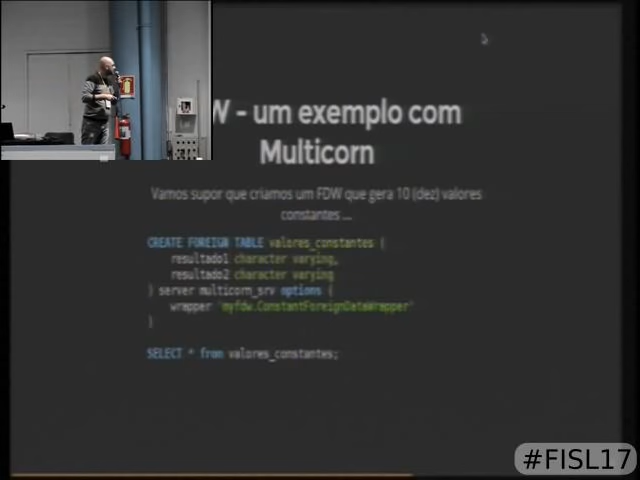 W - um exemplo com
Multicorn
Vamos supor que criamos um FDW que gera 10 (dez) valores
constantes ...
CREATE FOREIGN TABLE valores_constantes (
resultado1 character varying,
resultado2 character varying
) server multicorn_srv options (
wrapper 'myfdw.ConstantForeignDataWrapper'
)
SELECT * from valores_constantes;
#FISL17